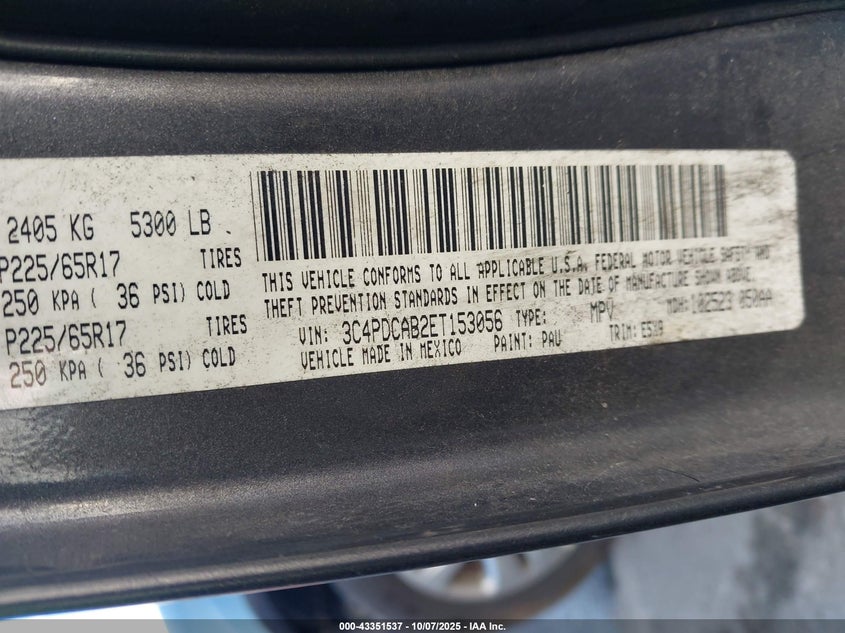 2405 KG 5300 LB
P225/65R17 TIRES
250 KPA ( 36 PSI) COLD
P225/65R17 TIRES
250 KPA ( 36 PSI) COLD
THIS VEHICLE CONFORMS TO ALL APPLICABLE U.S.A. FEDERAL MOTOR VEHICLE SAFETY AND
THEFT PREVENTION STANDARDS IN EFFECT ON THE DATE OF MANUFACTURE SHOWN ABOVE.
VIN: 3C4PDCAB2ET153056 TYPE: MPV MDH: 102523 050AA
VEHICLE MADE IN MEXICO PAINT: PAU TRIM:
000-43351537 - 10/07/2025 - IAA Inc.